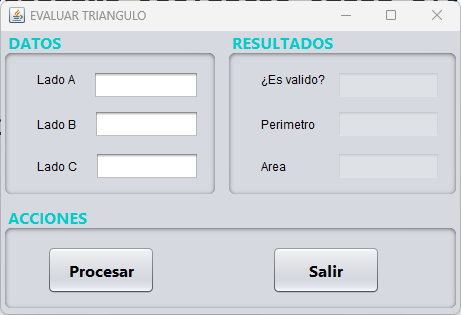 EVALUAR TRIANGULO
DATOS
Lado A
Lado B
Lado C
RESULTADOS
¿Es valido?
Perimetro
Area
ACCIONES
Procesar
Salir